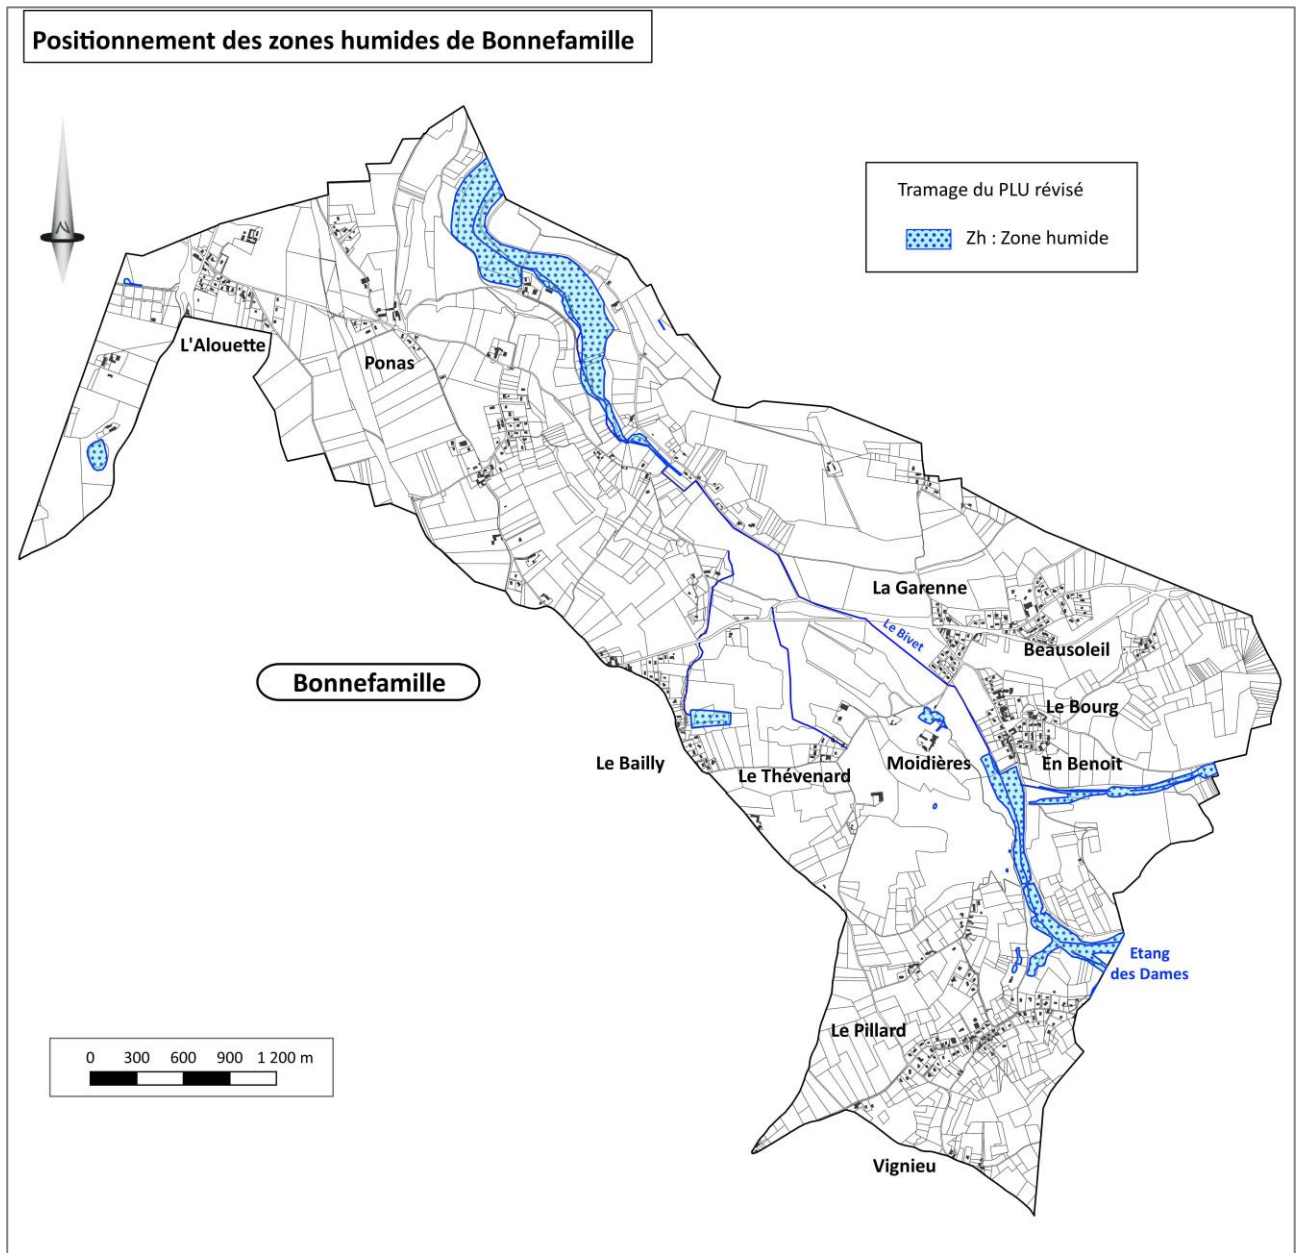 Positionnement des zones humides de Bonnefamille
Tramage du PLU révisé
Zh : Zone humide
N
L'Alouette
Ponas
La Garenne
Le Bivet
Beausoleil
Bonnefamille
Le Bourg
Le Bailly
Le Thévenard
Moidières
En Benoit
Etang
des Dames
Le Pillard
0 300 600 900 1 200 m
Vignieu